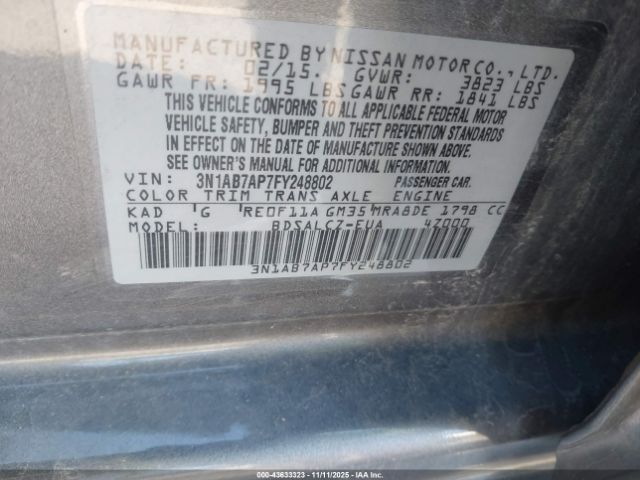 MANUFACTURED BY NISSAN MOTOR CO., LTD.
DATE: 02/15. GVWR: 3823 LBS
GAWR FR: 1995 LBS GAWR RR: 1841 LBS
THIS VEHICLE CONFORMS TO ALL APPLICABLE FEDERAL MOTOR
VEHICLE SAFETY, BUMPER AND THEFT PREVENTION STANDARDS
IN EFFECT ON THE DATE OF MANUFACTURE SHOWN ABOVE.
SEE OWNER'S MANUAL FOR ADDITIONAL INFORMATION.
VIN: 3N1AB7AP7FY248802 PASSENGER CAR.
COLOR TRIM TRANS AXLE ENGINE
KAD G RE0F11A GM35 MRA8DE 1798 CC
MODEL: BDSALCZ-EUA 4Z000
3N1AB7AP7FY248802
000-43633323 - 11/11/2025 - IAAI.COM